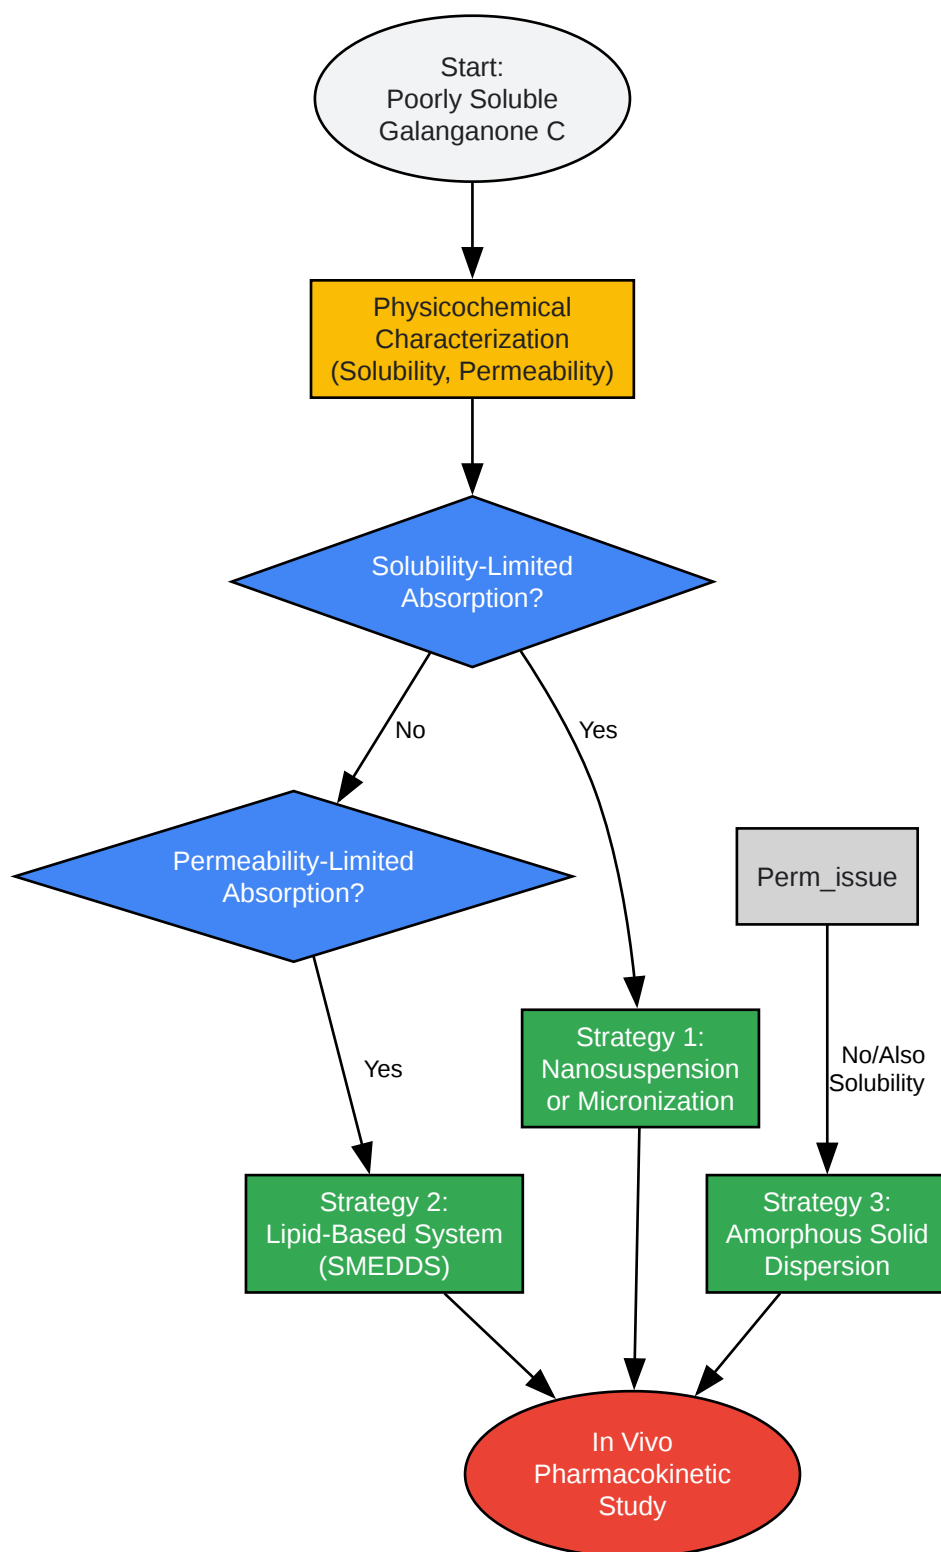 Start:
Poorly Soluble
Galanganone C
Physicochemical
Characterization
(Solubility, Permeability)
Solubility-Limited
Absorption?
No
Yes
Permeability-Limited
Absorption?
Perm_issue
Strategy 1:
Nanosuspension
or Micronization
No/Also
Solubility
Yes
Strategy 2:
Lipid-Based System
(SMEDDS)
Strategy 3:
Amorphous Solid
Dispersion
In Vivo
Pharmacokinetic
Study